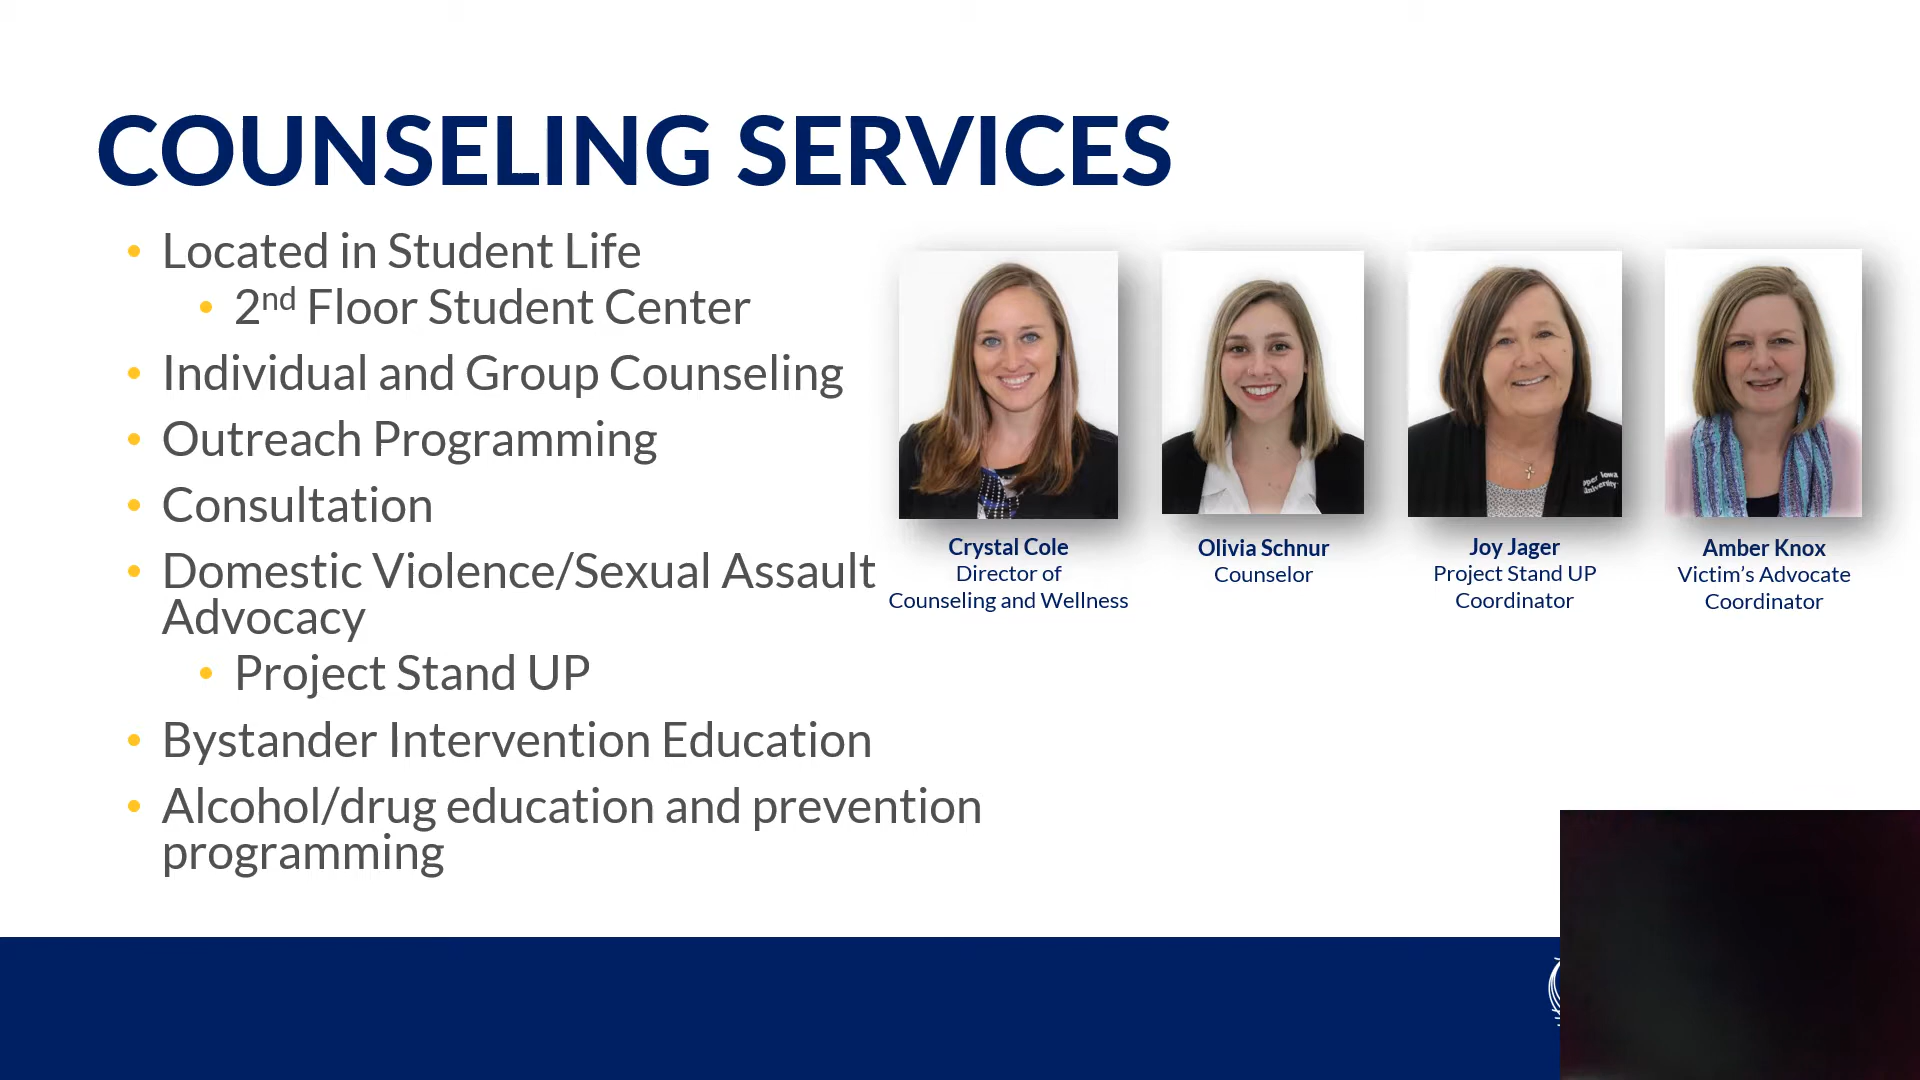 COUNSELING SERVICES
• Located in Student Life
• 2nd Floor Student Center
• Individual and Group Counseling
• Outreach Programming
• Consultation
• Domestic Violence/Sexual Assault
Advocacy
• Project Stand UP
• Bystander Intervention Education
• Alcohol/drug education and prevention
programming
Crystal Cole
Director of
Counseling and Wellness
Olivia Schnur
Counselor
Iowa
University
Joy Jager
Project Stand UP
Coordinator
Amber Knox
Victim’s Advocate
Coordinator